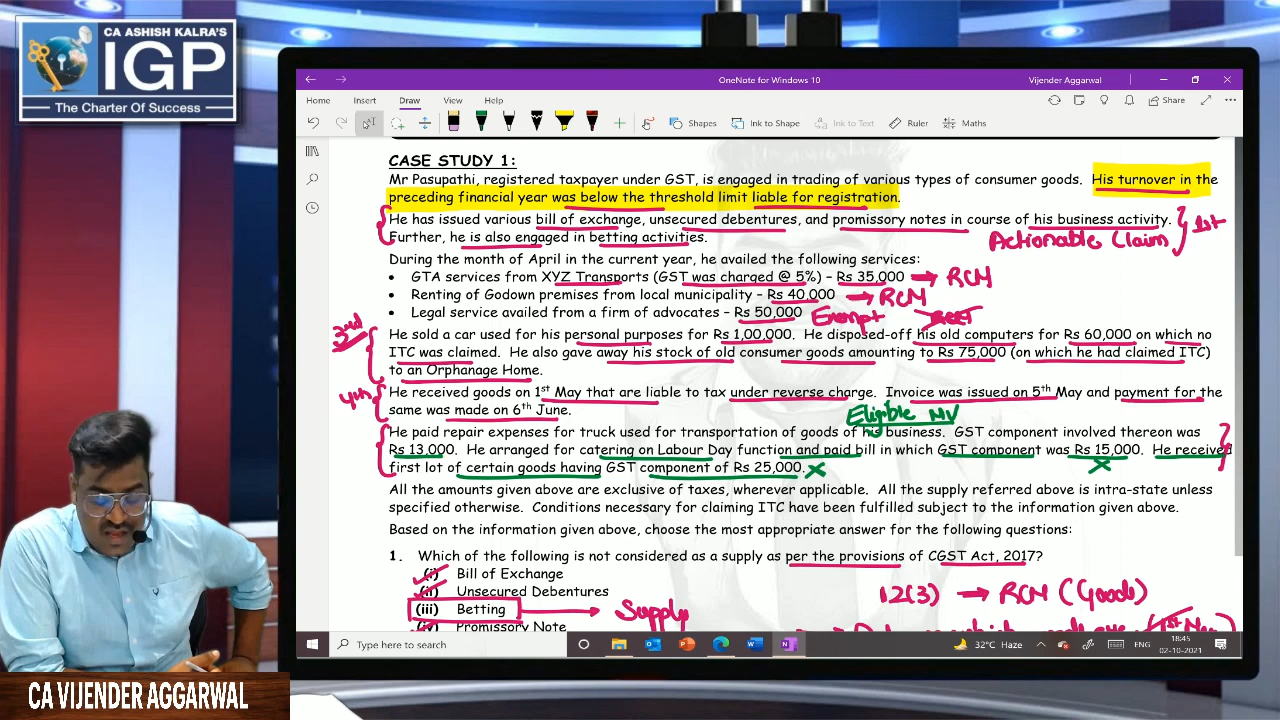 CA ASHISH KALRA'S
IGP
The Charter Of Success
OneNote for Windows 10
Vijender Aggarwal
Home Insert Draw View Help
Share
Shapes Ink to Shape Ink to Text Ruler Maths
CASE STUDY 1:
Mr Pasupathi, registered taxpayer under GST, is engaged in trading of various types of consumer goods. His turnover in the
preceding financial year was below the threshold limit liable for registration.
He has issued various bill of exchange, unsecured debentures, and promissory notes in course of his business activity.
1st
Further, he is also engaged in betting activities.
Actionable Claim
During the month of April in the current year, he availed the following services:
• GTA services from XYZ Transports (GST was charged @ 5%) – Rs 35,000 → RCM
• Renting of Godown premises from local municipality – Rs 40,000 → RCM
• Legal service availed from a firm of advocates – Rs 50,000 Exempt
3rd
He sold a car used for his personal purposes for Rs 1,00,000. He disposed-off his old computers for Rs 60,000 on which no
ITC was claimed. He also gave away his stock of old consumer goods amounting to Rs 75,000 (on which he had claimed ITC)
to an Orphanage Home.
4th
He received goods on 1st May that are liable to tax under reverse charge. Invoice was issued on 5th May and payment for the
same was made on 6th June.
Eligible MV
He paid repair expenses for truck used for transportation of goods of his business. GST component involved thereon was
Rs 13,000. He arranged for catering on Labour Day function and paid bill in which GST component was Rs 15,000. He received
first lot of certain goods having GST component of Rs 25,000. X
X
All the amounts given above are exclusive of taxes, wherever applicable. All the supply referred above is intra-state unless
specified otherwise. Conditions necessary for claiming ITC have been fulfilled subject to the information given above.
Based on the information given above, choose the most appropriate answer for the following questions:
1. Which of the following is not considered as a supply as per the provisions of CGST Act, 2017?
(i) Bill of Exchange
(ii) Unsecured Debentures
(iii) Betting → Supply
(iv) Promissory Note
12(3) → RCM (Goods)
Type here to search
32°C Haze
ENG
18:45
02-10-2021
CA VIJENDER AGGARWAL